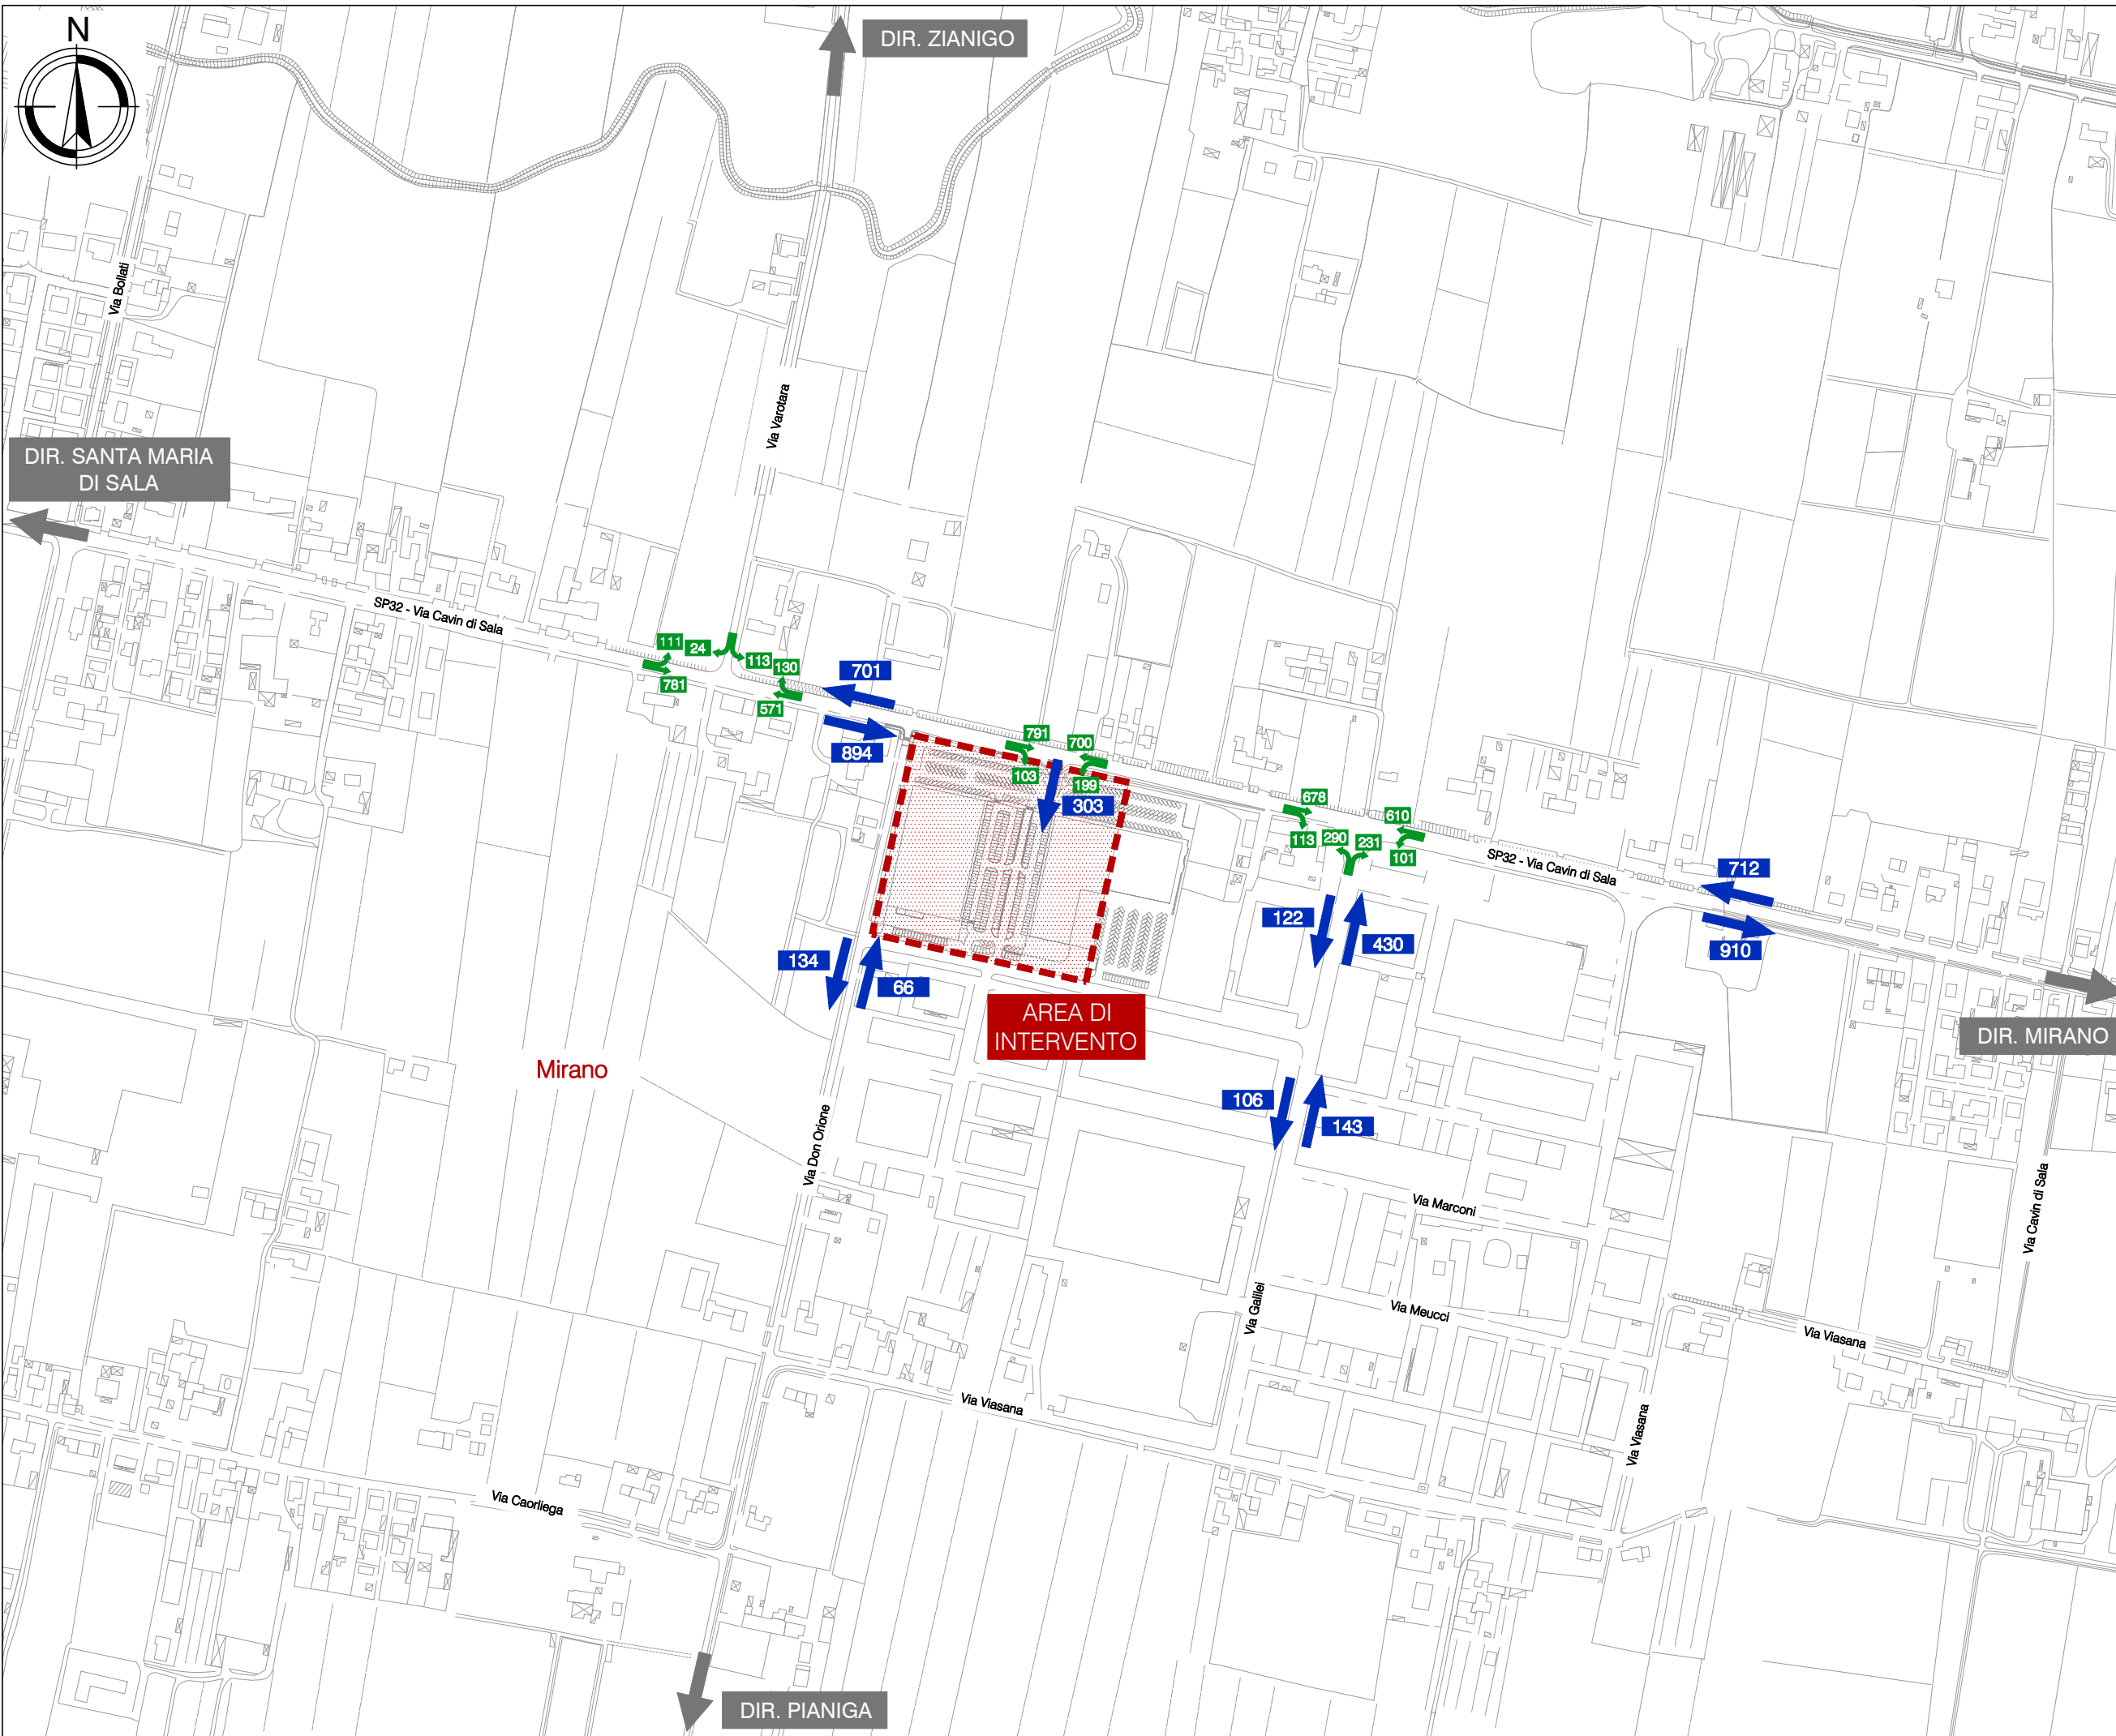 N
DIR. ZIANIGO
Via Bollati
Via Varotara
DIR. SANTA MARIA
DI SALA
SP32 - Via Cavin di Sala
111
24
113
130
781
571
701
894
791
700
103
199
303
678
610
113
290
231
101
SP32 - Via Cavin di Sala
712
910
122
430
134
66
AREA DI
INTERVENTO
DIR. MIRANO
Mirano
106
143
Via Don Orione
Via Marconi
Via Cavin di Sala
Via Galilei
Via Meucci
Via Viasana
Via Viasana
Via Viasana
Via Caorliega
DIR. PIANIGA